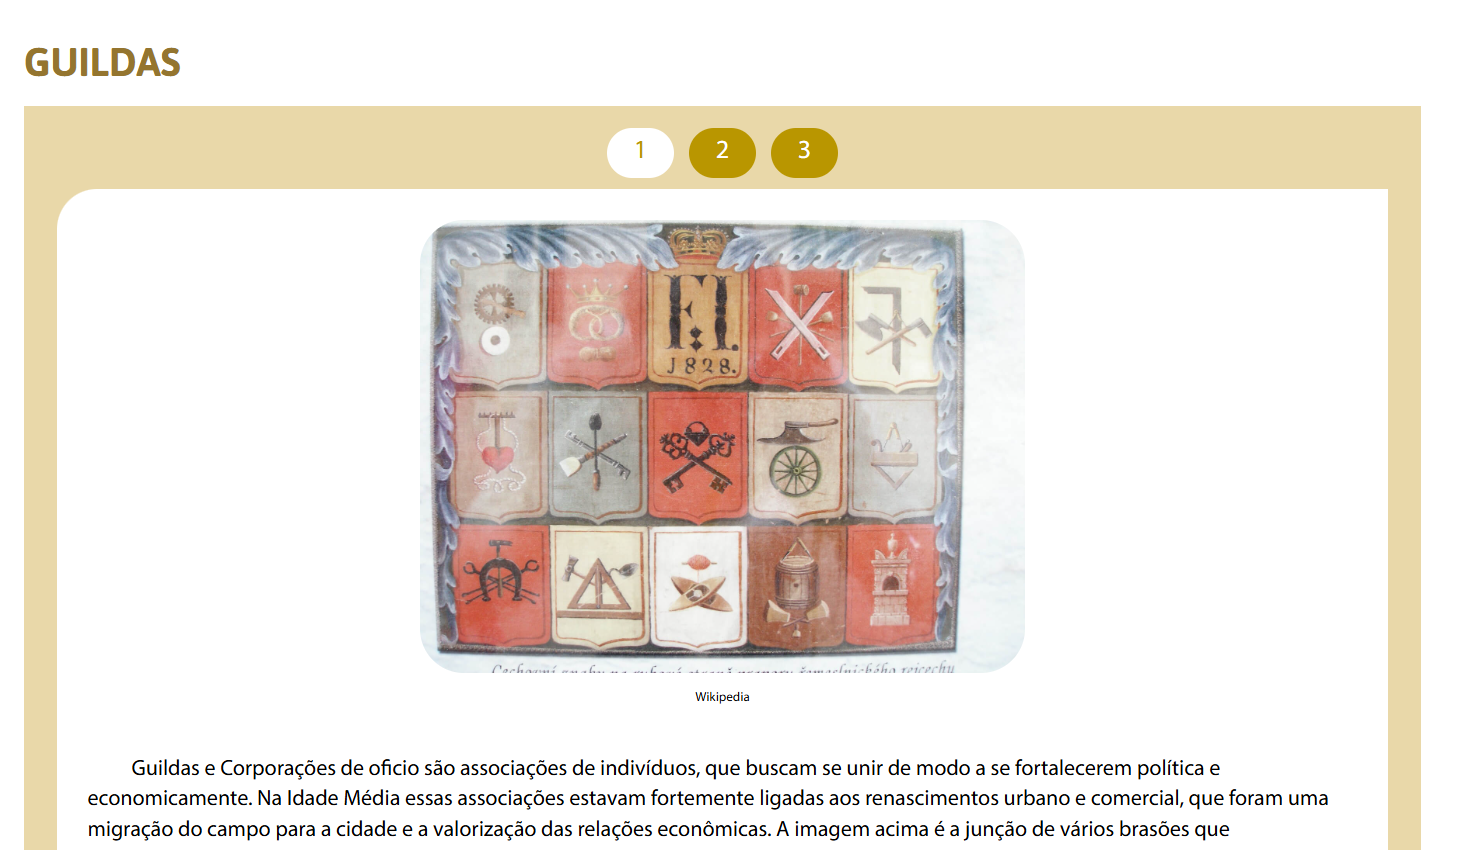 GUILDAS
1 2 3
F.I.
1828.
Wikipedia
Guildas e Corporações de oficio são associações de indivíduos, que buscam se unir de modo a se fortalecerem política e
economicamente. Na Idade Média essas associações estavam fortemente ligadas aos renascimentos urbano e comercial, que foram uma
migração do campo para a cidade e a valorização das relações econômicas. A imagem acima é a junção de vários brasões que